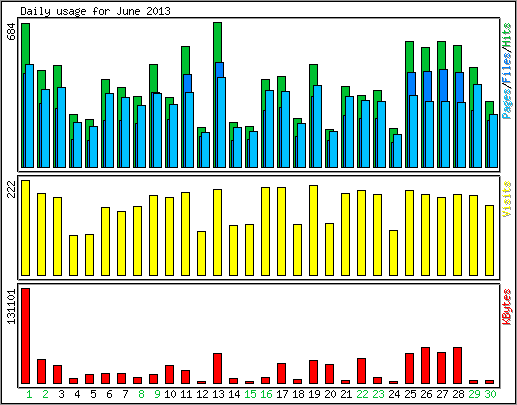 Daily usage for June 2013
684
Pages/Files/Hits
222
Visits
131101
KBytes
1 2 3 4 5 6 7 8 9 10 11 12 13 14 15 16 17 18 19 20 21 22 23 24 25 26 27 28 29 30